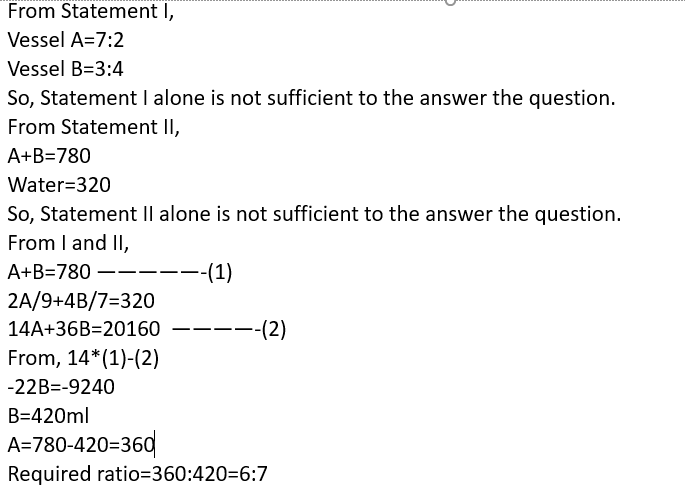 From Statement I,
Vessel A=7:2
Vessel B=3:4
So, Statement I alone is not sufficient to the answer the question.
From Statement II,
A+B=780
Water=320
So, Statement II alone is not sufficient to the answer the question.
From I and II,
A+B=780 —————-(1)
2A/9+4B/7=320
14A+36B=20160 ————-(2)
From, 14*(1)-(2)
-22B=-9240
B=420ml
A=780-420=360
Required ratio=360:420=6:7